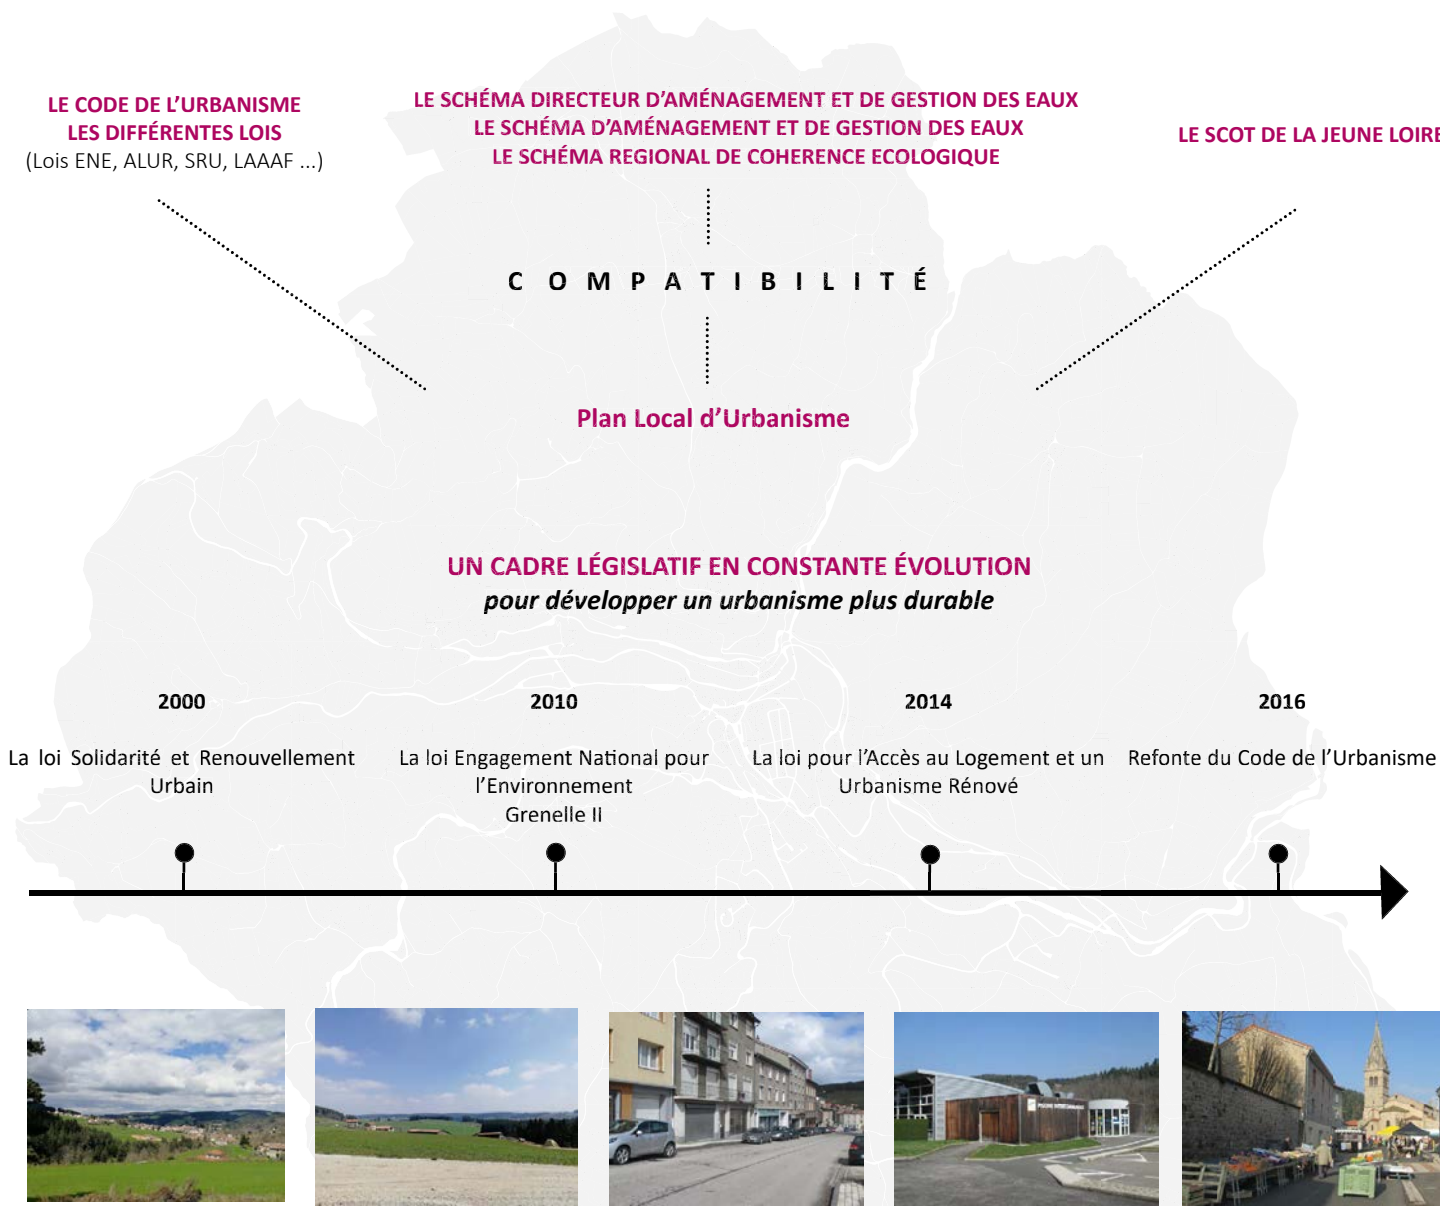 LE CODE DE L'URBANISME
LES DIFFÉRENTES LOIS
(Lois ENE, ALUR, SRU, LAAAF ...)
LE SCHÉMA DIRECTEUR D'AMÉNAGEMENT ET DE GESTION DES EAUX
LE SCHÉMA D'AMÉNAGEMENT ET DE GESTION DES EAUX
LE SCHÉMA REGIONAL DE COHERENCE ECOLOGIQUE
LE SCOT DE LA JEUNE LOIRE
COMPATIBILITÉ
Plan Local d'Urbanisme
UN CADRE LÉGISLATIF EN CONSTANTE ÉVOLUTION
pour développer un urbanisme plus durable
2000
La loi Solidarité et Renouvellement
Urbain
2010
La loi Engagement National pour
l'Environnement
Grenelle II
2014
La loi pour l'Accès au Logement et un
Urbanisme Rénové
2016
Refonte du Code de l'Urbanisme